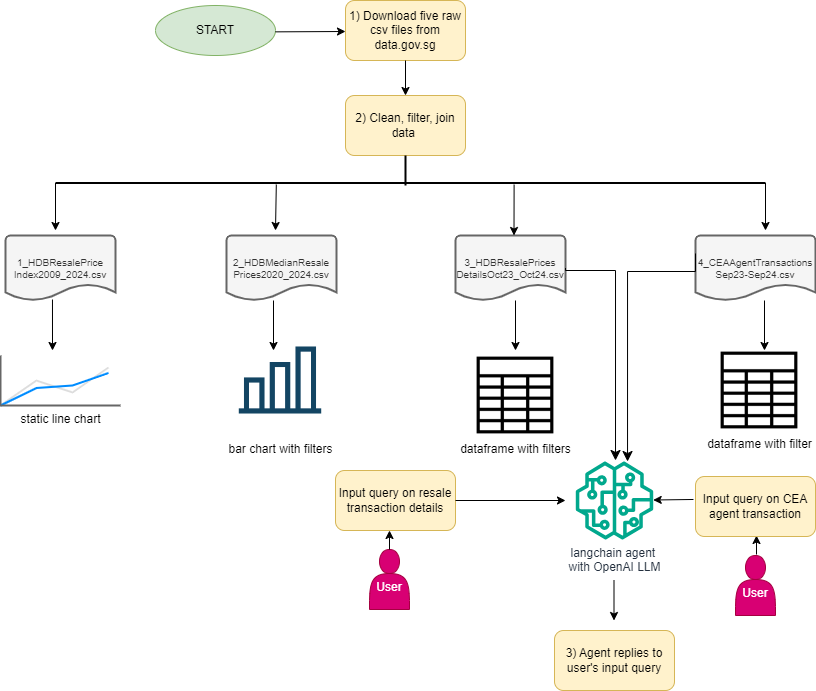 START
1) Download five raw
csv files from
data.gov.sg
2) Clean, filter, join
data
1_HDBResalePrice
Index2009_2024.csv
2_HDBMedianResale
Prices2020_2024.csv
3_HDBResalePrices
DetailsOct23_Oct24.csv
4_CEAAgentTransactions
Sep23-Sep24.csv
static line chart
bar chart with filters
dataframe with filters
dataframe with filter
Input query on resale
transaction details
User
langchain agent
with OpenAI LLM
Input query on CEA
agent transaction
User
3) Agent replies to
user's input query